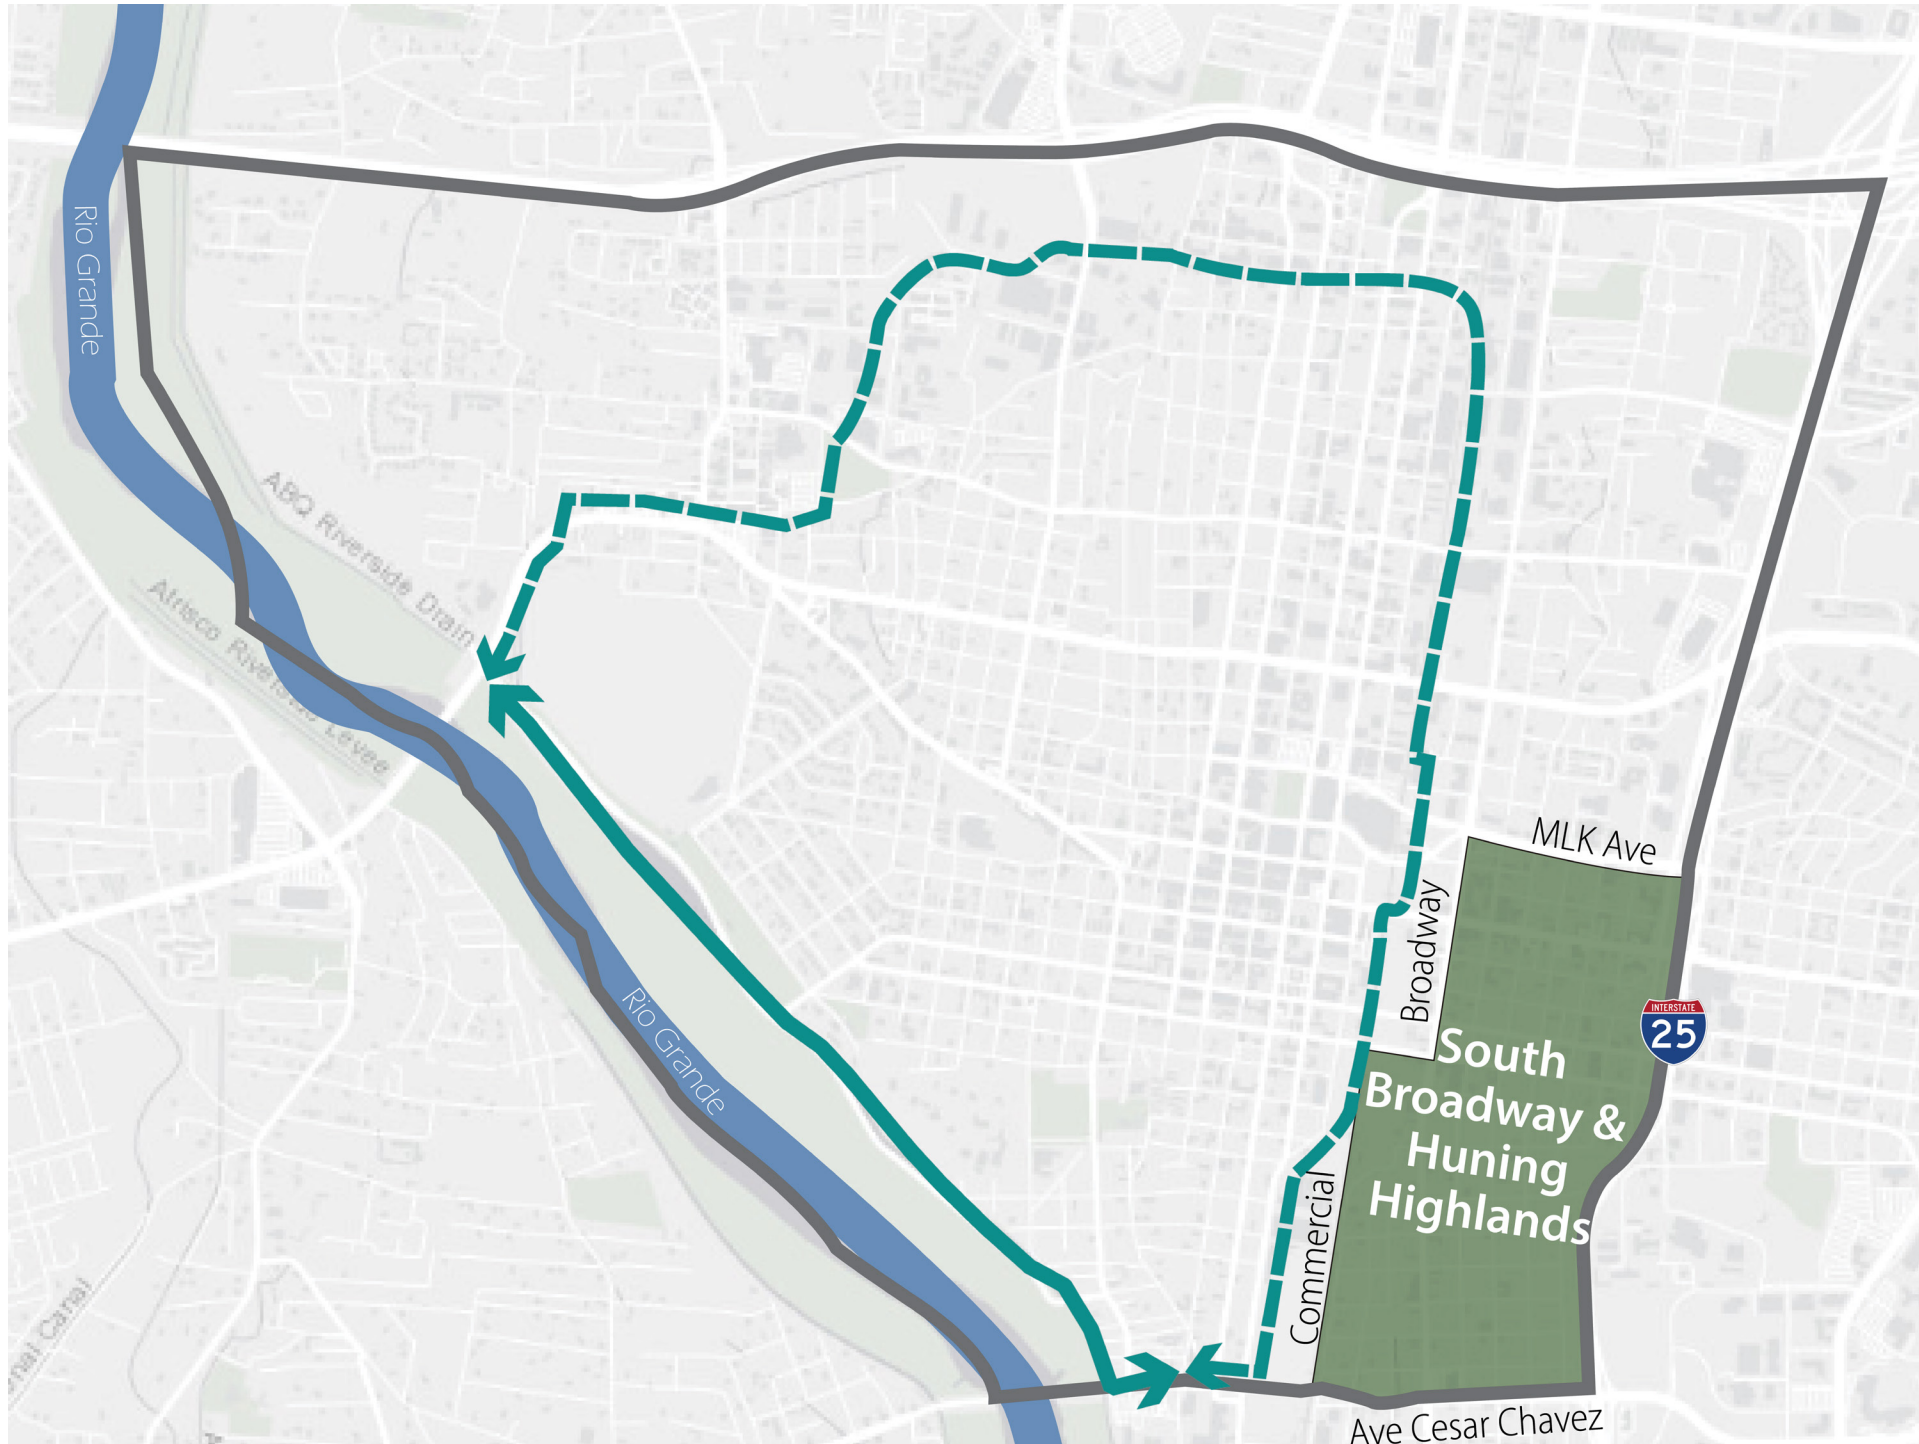 Rio Grande
ABQ Riverside Drain
Atrisco Riverside Levee
MLK Ave
Broadway
INTERSTATE
25
South
Broadway &
Huning
Highlands
Rio Grande
Commercial
Canal
Ave Cesar Chavez